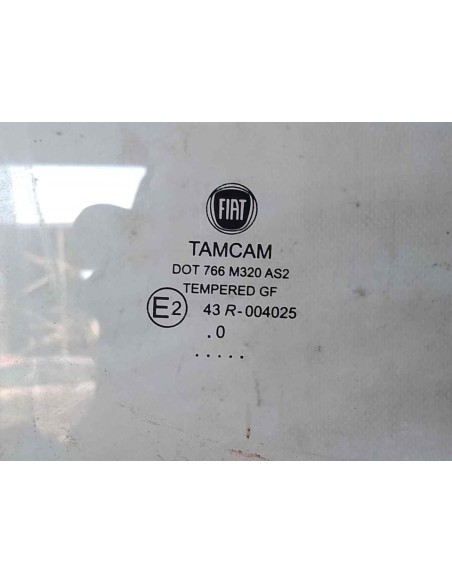 FIAT
TAMCAM
DOT 766 M320 AS2
TEMPERED GF
E2 43 R-004025
.0
.....